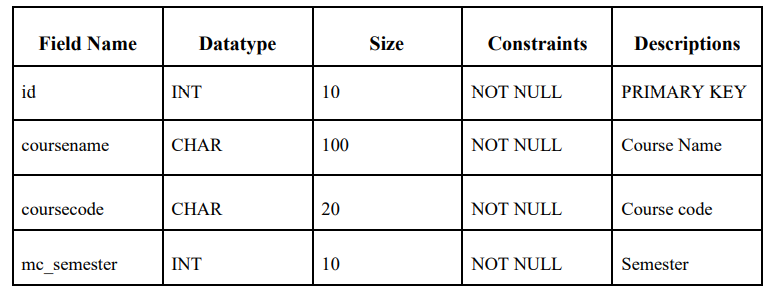 Field Name Datatype Size Constraints Descriptions
id INT 10 NOT NULL PRIMARY KEY
coursename CHAR 100 NOT NULL Course Name
coursecode CHAR 20 NOT NULL Course code
mc_semester INT 10 NOT NULL Semester